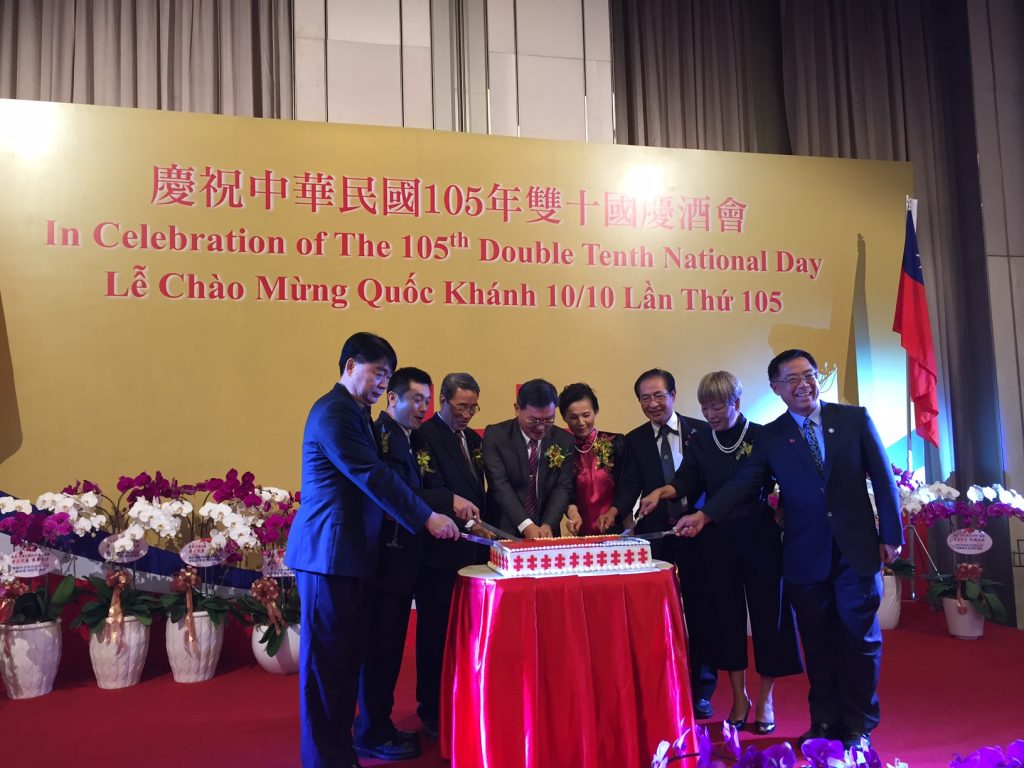 慶祝中華民國105年雙十國慶酒會
In Celebration of The 105th Double Tenth National Day
Lễ Chào Mừng Quốc Khánh 10/10 Lần Thứ 105